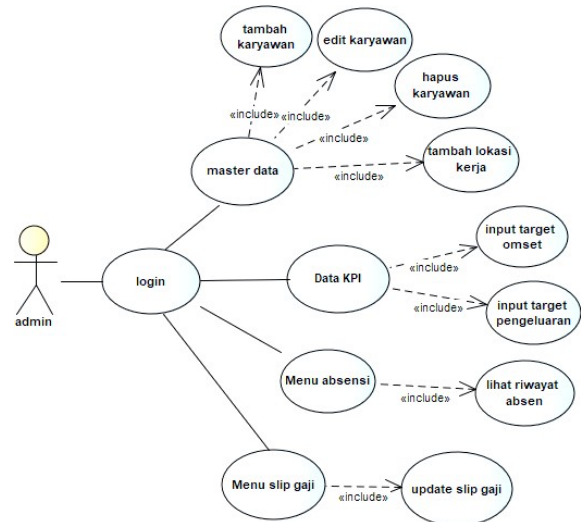 tambah
karyawan
edit karyawan
hapus
karyawan
«include»
«include»
«include»
tambah lokasi
kerja
«include»
master data
input target
omset
«include»
login
Data KPI
input target
pengeluaran
«include»
admin
Menu absensi
lihat riwayat
absen
«include»
Menu slip gaji
update slip gaji
«include»